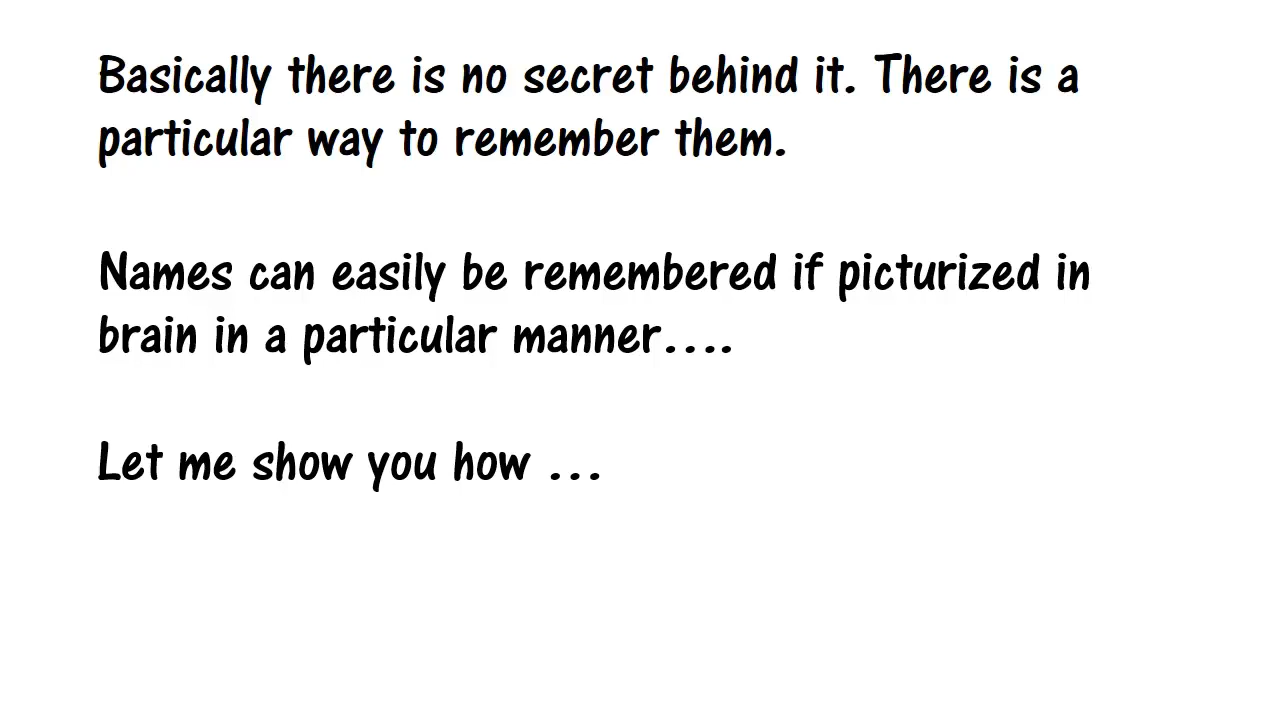 Basically there is no secret behind it. There is a
particular way to remember them.
Names can easily be remembered if picturized in
brain in a particular manner....
Let me show you how ...